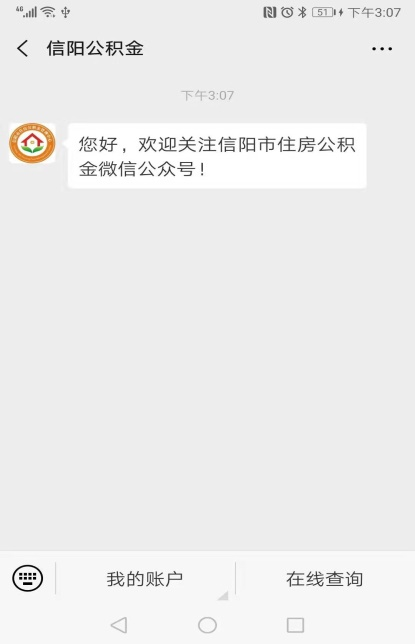 4G 51 下午3:07
信阳公积金
下午3:07
您好，欢迎关注信阳市住房公积
金微信公众号！
我的账户 在线查询